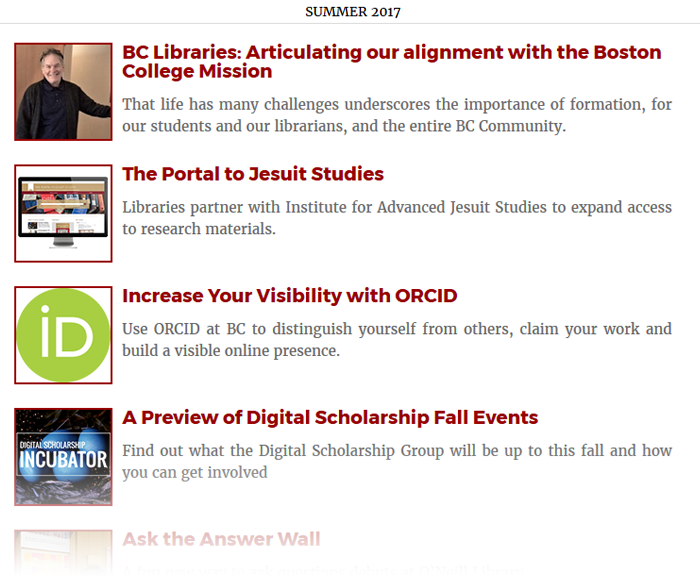 SUMMER 2017
BC Libraries: Articulating our alignment with the Boston
College Mission
That life has many challenges underscores the importance of formation, for
our students and our librarians, and the entire BC Community.
The Portal to Jesuit Studies
Libraries partner with Institute for Advanced Jesuit Studies to expand access
to research materials.
iD
Increase Your Visibility with ORCID
Use ORCID at BC to distinguish yourself from others, claim your work and
build a visible online presence.
DIGITAL SCHOLARSHIP
INCUBATOR
A Preview of Digital Scholarship Fall Events
Find out what the Digital Scholarship Group will be up to this fall and how
you can get involved
Ask the Answer Wall